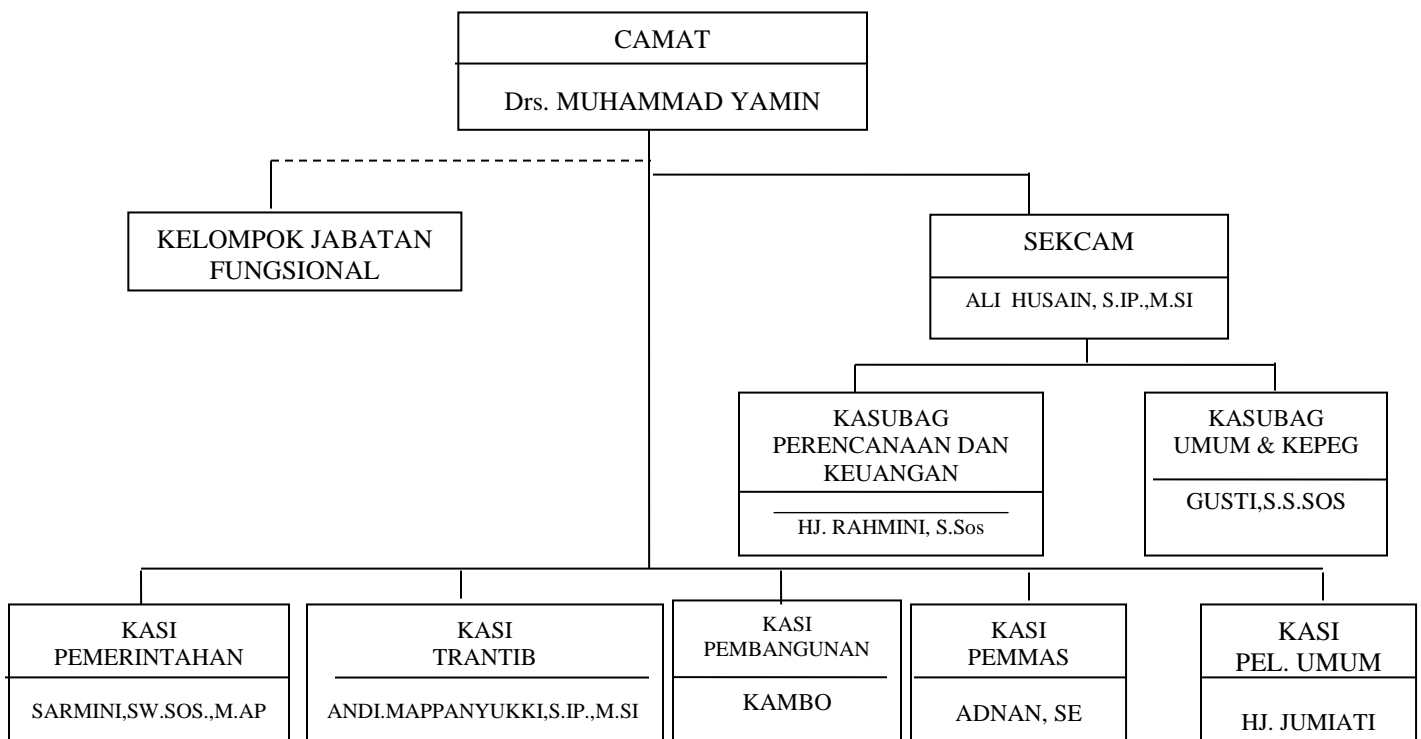 CAMAT
Drs. MUHAMMAD YAMIN
KELOMPOK JABATAN
FUNGSIONAL
SEKCAM
ALI HUSAIN, S.IP.,M.SI
KASUBAG
PERENCANAAN DAN
KEUANGAN
HJ. RAHMINI, S.Sos
KASUBAG
UMUM & KEPEG
GUSTI,S.S.SOS
KASI
PEMERINTAHAN
SARMINI,SW.SOS.,M.AP
KASI
TRANTIB
ANDI.MAPPANYUKKI,S.IP.,M.SI
KASI
PEMBANGUNAN
KAMBO
KASI
PEMMAS
ADNAN, SE
KASI
PEL. UMUM
HJ. JUMIATI